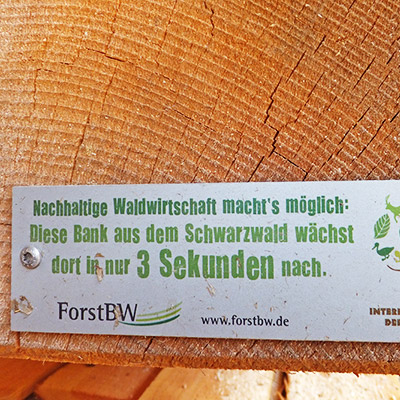 Nachhaltige Waldwirtschaft macht's möglich:
Diese Bank aus dem Schwarzwald wächst
dort in nur 3 Sekunden nach.
ForstBW
www.forstbw.de